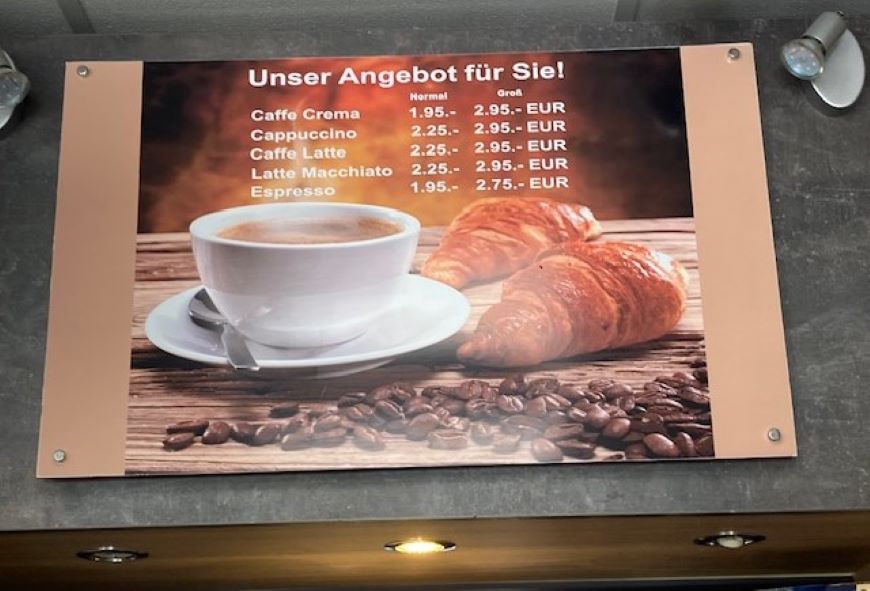 Unser Angebot für Sie!
Normal Groß
Caffe Crema 1.95.- 2.95.- EUR
Cappuccino 2.25.- 2.95.- EUR
Caffe Latte 2.25.- 2.95.- EUR
Latte Macchiato 2.25.- 2.95.- EUR
Espresso 1.95.- 2.75.- EUR